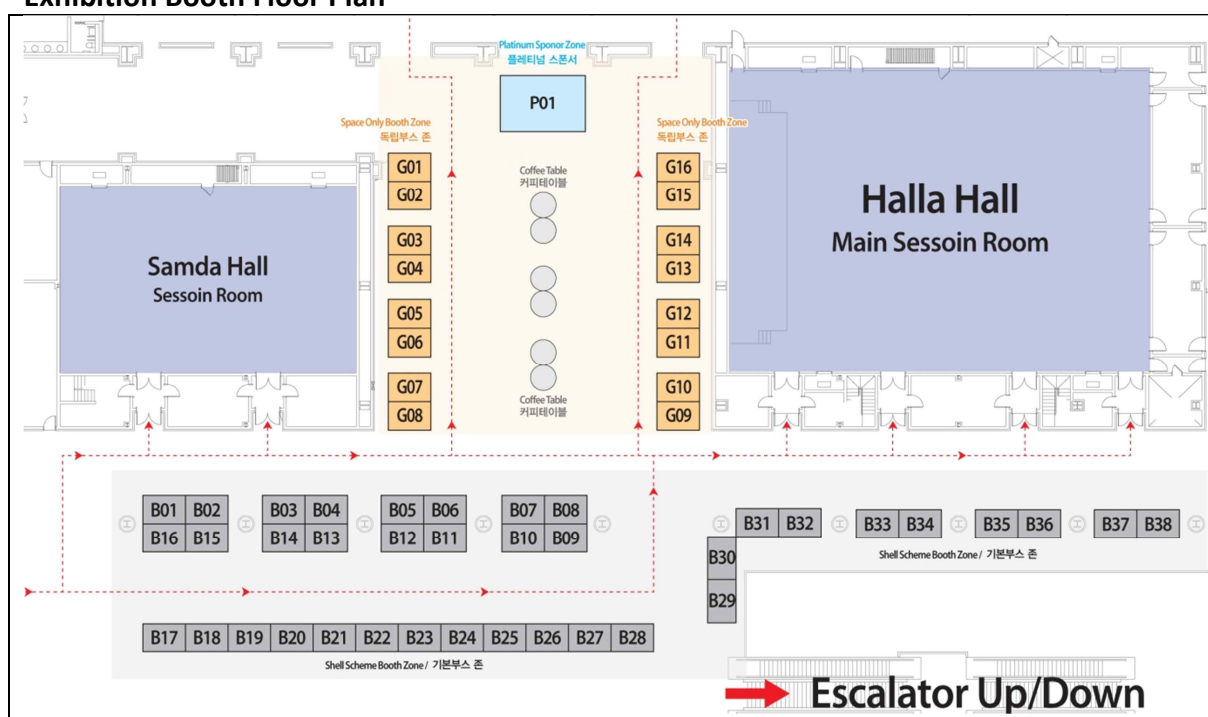 Exhibition Booth Floor Plan
Platinum Sponor Zone
플레티넘 스폰서
P01
Space Only Booth Zone
독립부스 존
Space Only Booth Zone
독립부스 존
G01
G02
G03
G04
G05
G06
G07
G08
Coffee Table
커피테이블
Coffee Table
커피테이블
G16
G15
G14
G13
G12
G11
G10
G09
Samda Hall
Sessoin Room
Halla Hall
Main Sessoin Room
B01 B02 B03 B04 B05 B06 B07 B08
B16 B15 B14 B13 B12 B11 B10 B09
B31 B32 B33 B34 B35 B36 B37 B38
Shell Scheme Booth Zone / 기본부스 존
B30
B29
B17 B18 B19 B20 B21 B22 B23 B24 B25 B26 B27 B28
Shell Scheme Booth Zone / 기본부스 존
Escalator Up/Down